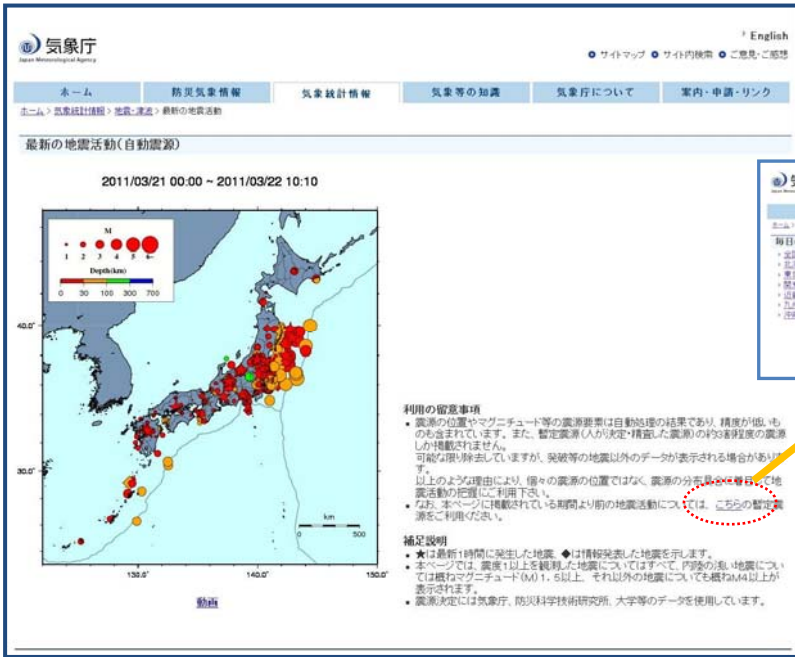 気象庁
Japan Meteorological Agency
English
サイトマップ サイト内検索 ご意見・ご感想
ホーム 防災気象情報 気象統計情報 気象等の知識 気象庁について 案内・申請・リンク
ホーム > 気象統計情報 > 地震・津波 > 最新の地震活動
最新の地震活動(自動震源)
2011/03/21 00:00 ~ 2011/03/22 10:10
M
1 2 3 4 5 6~
Depth(km)
0 30 100 300 700
40.0°
30.0°
km
0 500
130.0° 140.0° 150.0°
動画
利用の留意事項
• 震源の位置やマグニチュード等の震源要素は自動処理の結果であり、精度が低いも
のも含まれています。また、暫定震源(人が決定・精査した震源)の約3割程度の震源
しか掲載されません。
可能な限り除去していますが、発破等の地震以外のデータが表示される場合がありま
す。
以上のような理由により、個々の震源の位置ではなく、震源の分布具合に着目して地
震活動の把握にご利用下さい。
• なお、本ページに掲載されている期間より前の地震活動については、こちらの暫定震
源をご利用ください。
補足説明
• ★は最新1時間に発生した地震、◆は情報発表した地震を示します。
• 本ページでは、震度1以上を観測した地震についてはすべて、内陸の浅い地震につい
ては概ねマグニチュード(M)1.5以上、それ以外の地震についても概ねM4以上が
表示されます。
• 震源決定には気象庁、防災科学技術研究所、大学等のデータを使用しています。
ホーム
毎日